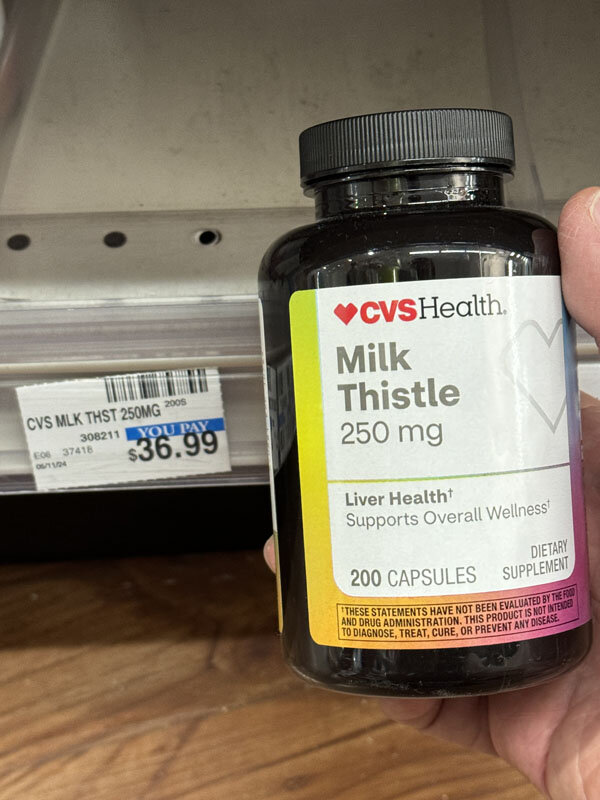 CVS MLK THST 250MG 200S
308211 YOU PAY
E06 37418 $36.99
05/11/24
CVSHealth.
Milk
Thistle
250 mg
Liver Health†
Supports Overall Wellness†
200 CAPSULES
DIETARY
SUPPLEMENT
†THESE STATEMENTS HAVE NOT BEEN EVALUATED BY THE FOOD
AND DRUG ADMINISTRATION. THIS PRODUCT IS NOT INTENDED
TO DIAGNOSE, TREAT, CURE, OR PREVENT ANY DISEASE.